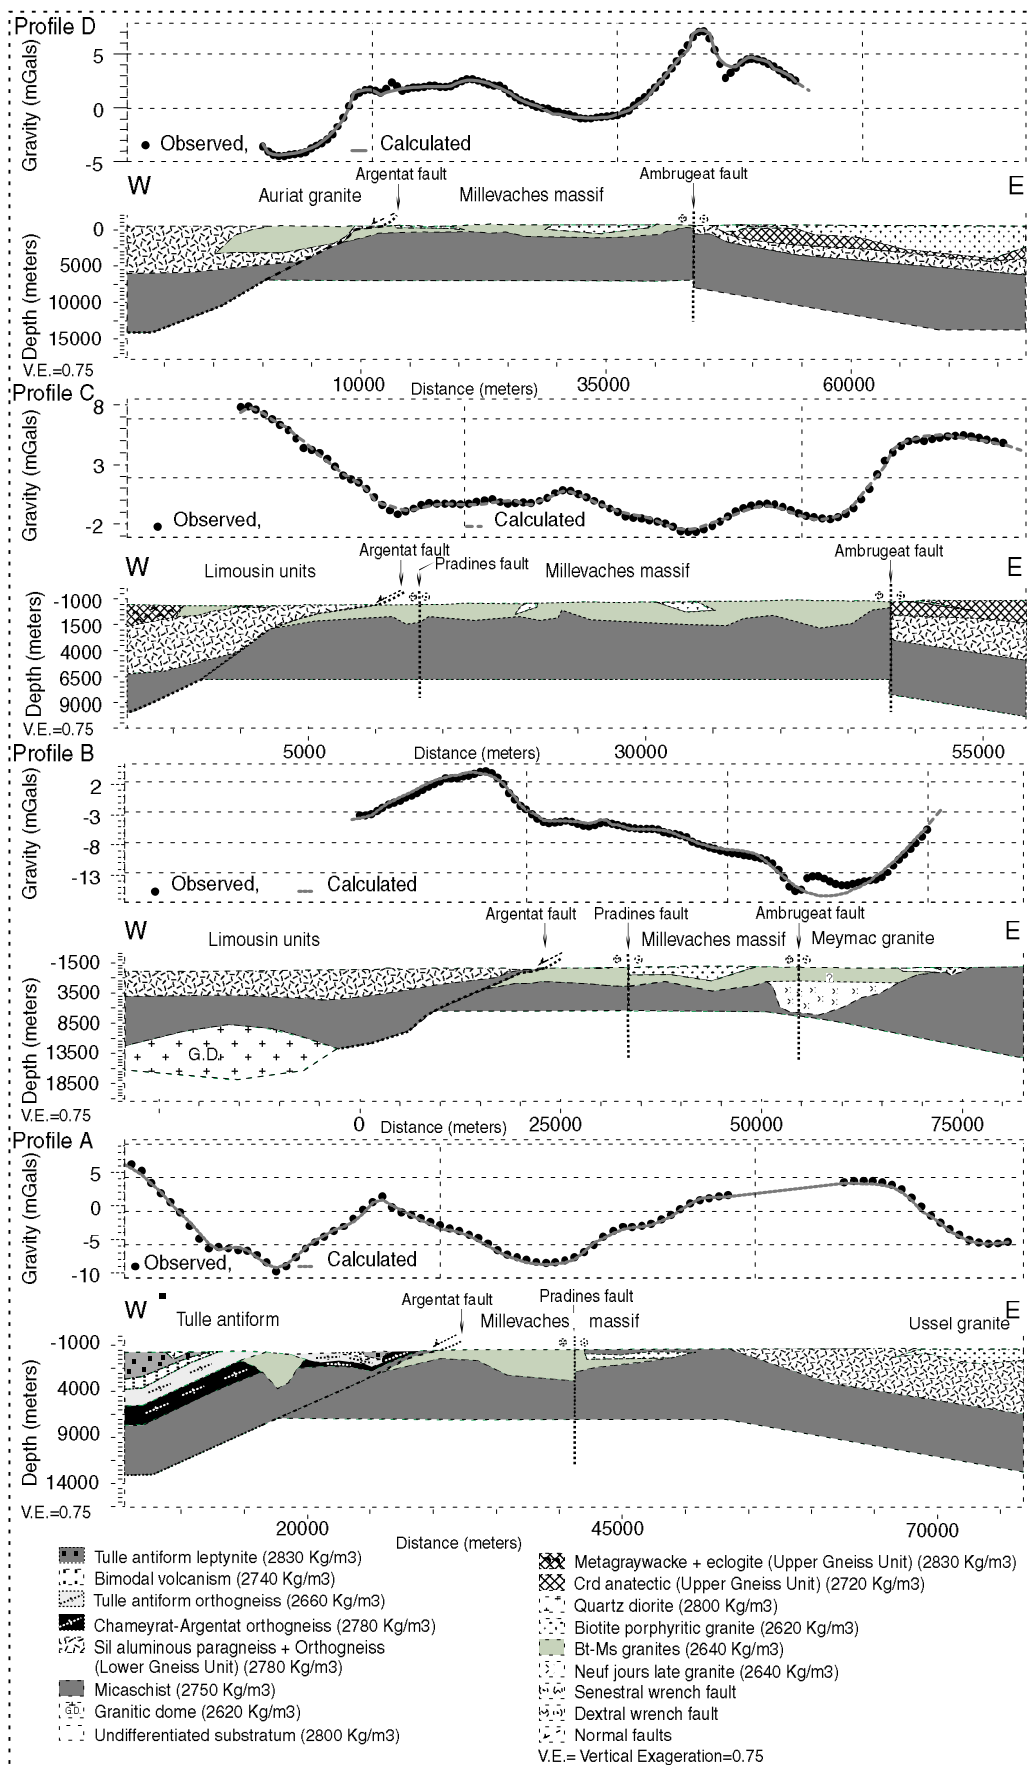 Profile D
Gravity (mGals)
5
0
-5
Observed, Calculated
W Argentat fault Ambrugeat fault E
Auriat granite Millevaches massif
Depth (meters)
0
5000
10000
15000
V.E.=0.75
10000 Distance (meters) 35000 60000
Profile C
Gravity (mGals)
8
3
-2
Observed, Calculated
W Argentat fault Ambrugeat fault E
Limousin units Pradines fault Millevaches massif
Depth (meters)
-1000
1500
4000
6500
9000
V.E.=0.75
5000 Distance (meters) 30000 55000
Profile B
Gravity (mGals)
2
-3
-8
-13
Observed, Calculated
W Argentat fault Pradines fault Ambrugeat fault E
Limousin units Millevaches massif Meymac granite
Depth (meters)
-1500
3500
8500
13500
18500
?
G.D.
V.E.=0.75
0 Distance (meters) 25000 50000 75000
Profile A
Gravity (mGals)
5
0
-5
-10
Observed, Calculated
W Argentat fault Pradines fault E
Tulle antiform Millevaches massif Ussel granite
Depth (meters)
-1000
4000
9000
14000
V.E.=0.75
20000 45000 70000
Distance (meters)
Tulle antiform leptynite (2830 Kg/m3)
Bimodal volcanism (2740 Kg/m3)
Tulle antiform orthogneiss (2660 Kg/m3)
Chameyrat-Argentat orthogneiss (2780 Kg/m3)
Sil aluminous paragneiss + Orthogneiss
(Lower Gneiss Unit) (2780 Kg/m3)
Micaschist (2750 Kg/m3)
G.D. Granitic dome (2620 Kg/m3)
Undifferentiated substratum (2800 Kg/m3)
Metagraywacke + eclogite (Upper Gneiss Unit) (2830 Kg/m3)
Crd anatectic (Upper Gneiss Unit) (2720 Kg/m3)
Quartz diorite (2800 Kg/m3)
Biotite porphyritic granite (2620 Kg/m3)
Bt-Ms granites (2640 Kg/m3)
Neuf jours late granite (2640 Kg/m3)
Senestral wrench fault
Dextral wrench fault
Normal faults
V.E.= Vertical Exageration=0.75